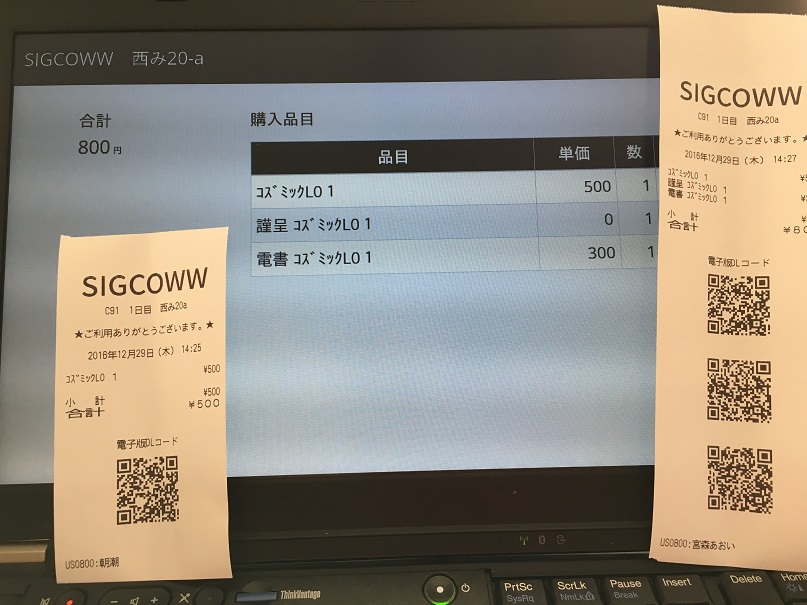 SIGCOWW 西み20-a
合計
800円
購入品目
品目 単価 数
ｺｽﾞﾐｯｸLO 1 500 1
謹呈 ｺｽﾞﾐｯｸLO 1 0 1
電書 ｺｽﾞﾐｯｸLO 1 300 1
SIGCOWW
C91 1日目 西み20a
★ご利用ありがとうございます。★
2016年12月29日（木） 14:25
ｺｽﾞﾐｯｸLO 1 ¥500
小 計 ¥500
合計 ¥500
電子版DLコード
US0800:朝潮
SIGCOWW
C91 1日目 西み20a
★ご利用ありがとうございます。★
2016年12月29日（木） 14:27
ｺｽﾞﾐｯｸLO 1
謹呈 ｺｽﾞﾐｯｸLO 1
電書 ｺｽﾞﾐｯｸLO 1
小 計
合計
電子版DLコード
US0800:宮森あおい
ThinkVantage
PrtSc
SysRq
ScrLk
NmLk
Pause
Break
Insert
Delete
Home